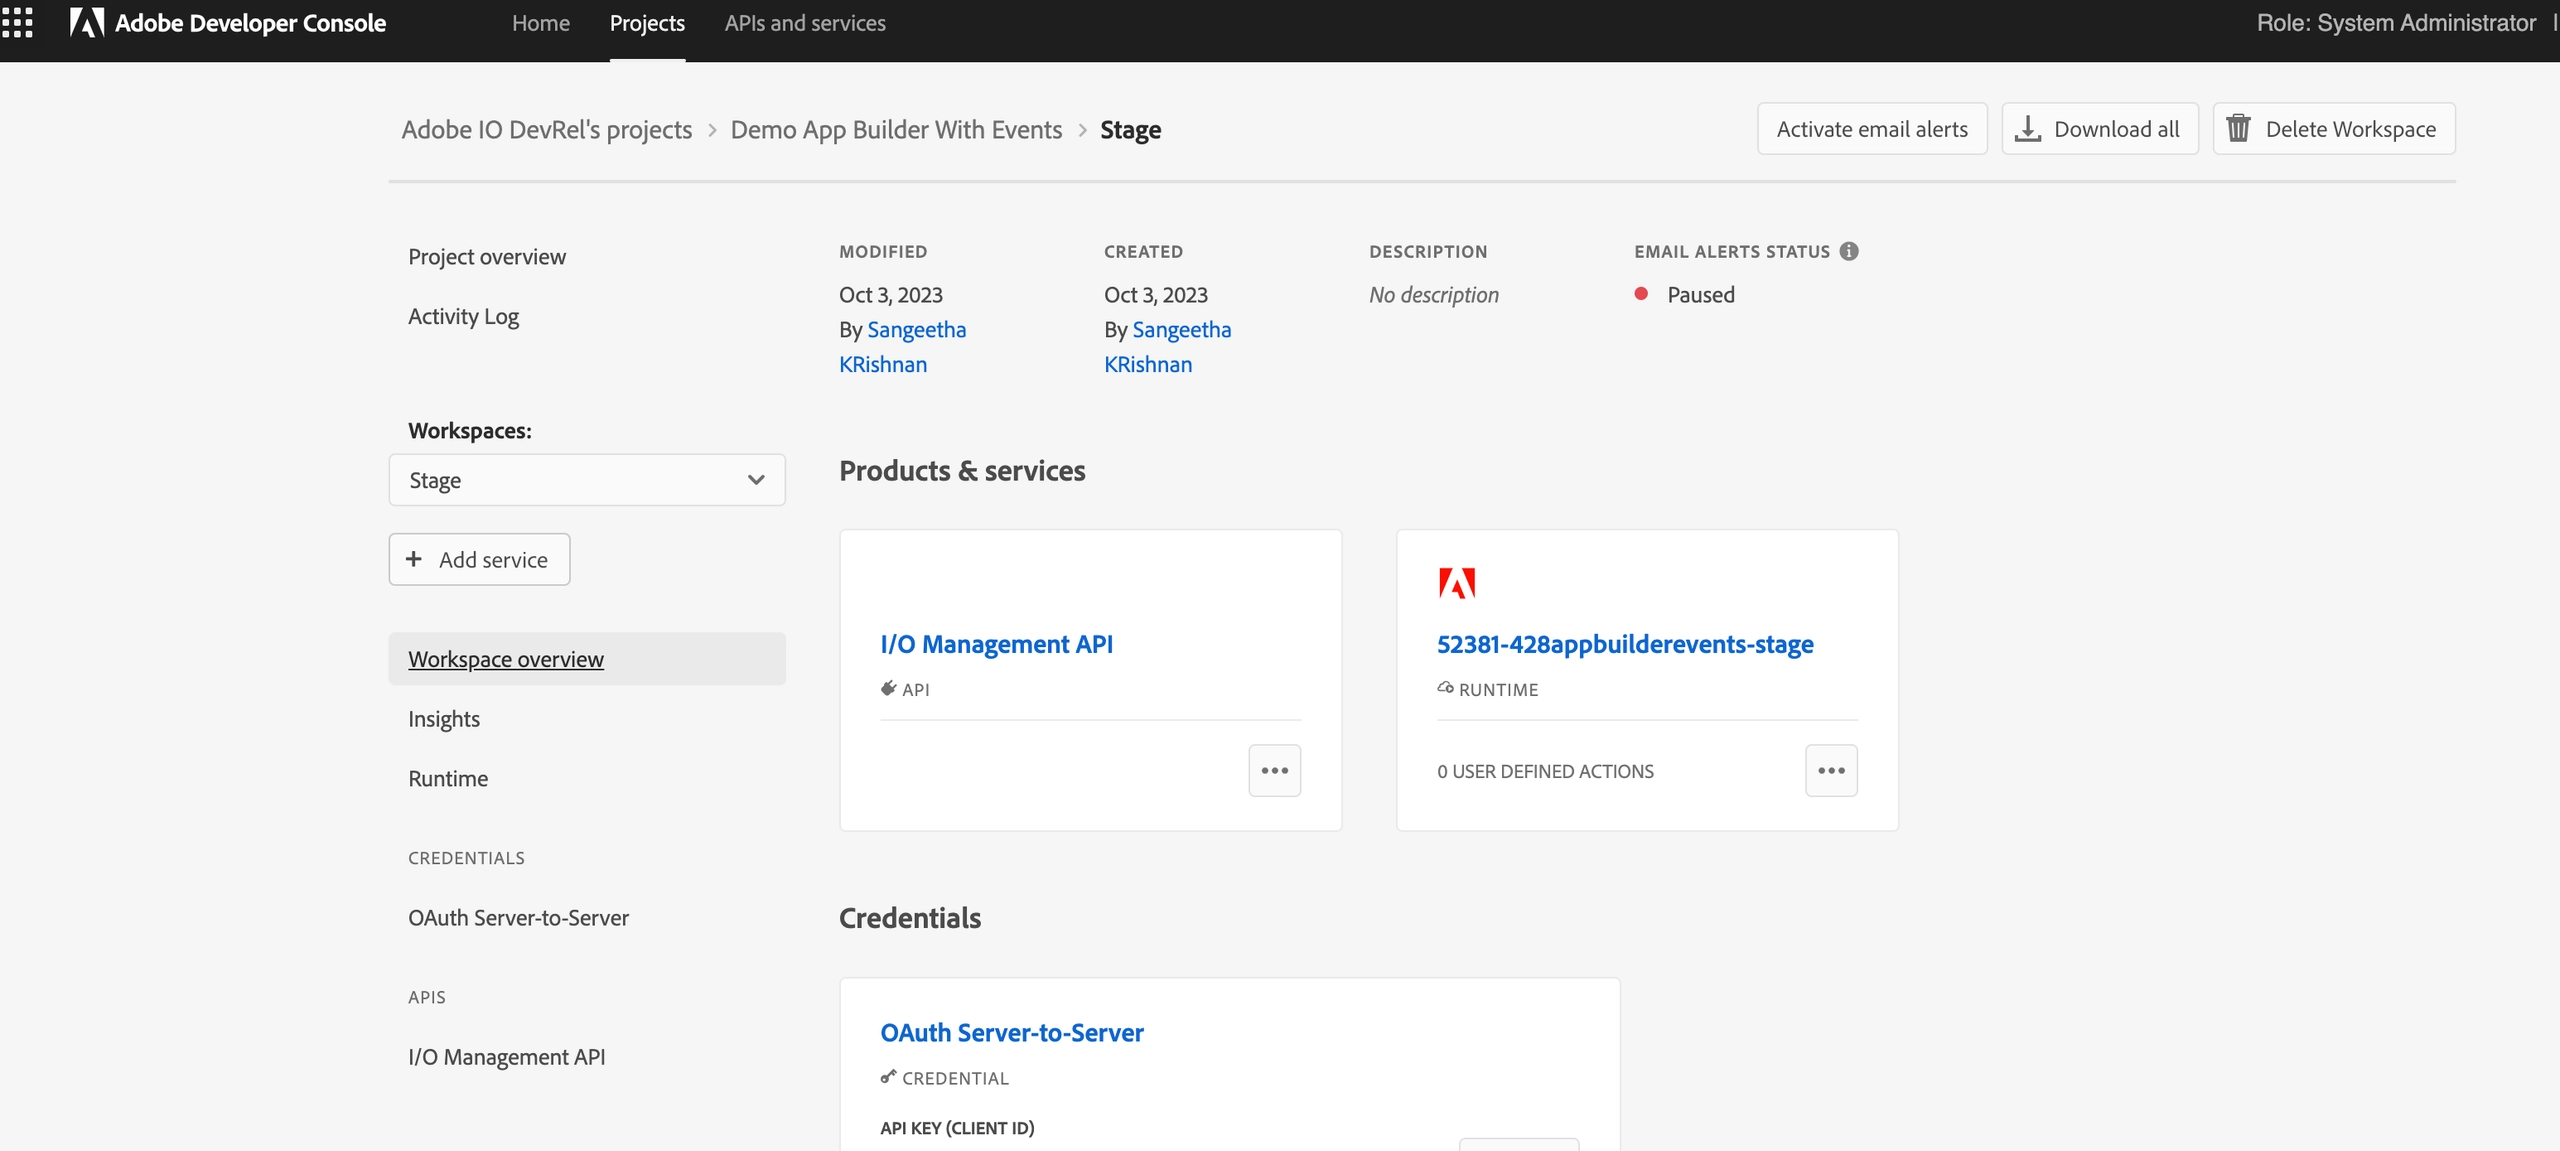 Adobe Developer Console
Home
Projects
APIs and services
Role: System Administrator
Adobe IO DevRel's projects > Demo App Builder With Events > Stage
Activate email alerts
Download all
Delete Workspace
Project overview
Activity Log
Workspaces:
Stage
+ Add service
Workspace overview
Insights
Runtime
CREDENTIALS
OAuth Server-to-Server
APIS
I/O Management API
MODIFIED
Oct 3, 2023
By Sangeetha
KRishnan
CREATED
Oct 3, 2023
By Sangeetha
KRishnan
DESCRIPTION
No description
EMAIL ALERTS STATUS
Paused
Products & services
I/O Management API
API
52381-428appbuilderevents-stage
RUNTIME
0 USER DEFINED ACTIONS
Credentials
OAuth Server-to-Server
CREDENTIAL
API KEY (CLIENT ID)